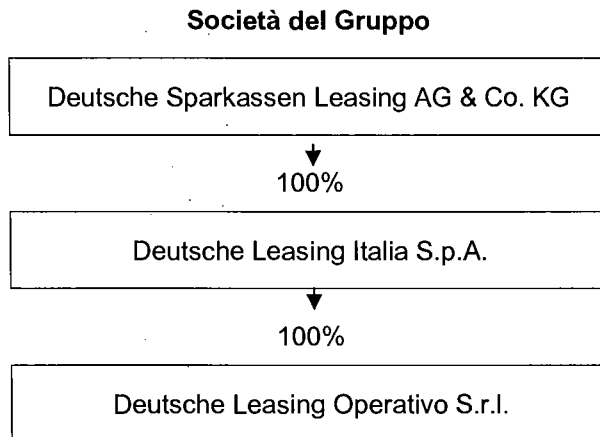 Società del Gruppo
Deutsche Sparkassen Leasing AG & Co. KG
100%
Deutsche Leasing Italia S.p.A.
100%
Deutsche Leasing Operativo S.r.l.